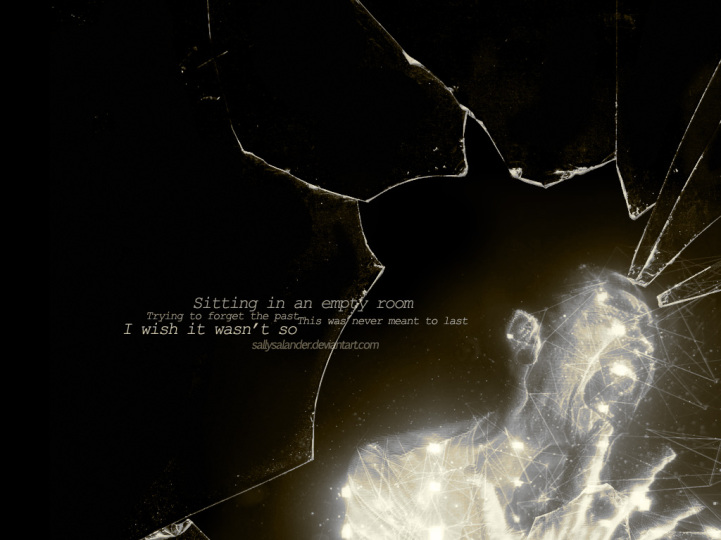 Sitting in an empty room
Trying to forget the past
This was never meant to last
I wish it wasn't so
sallysalander.deviantart.com